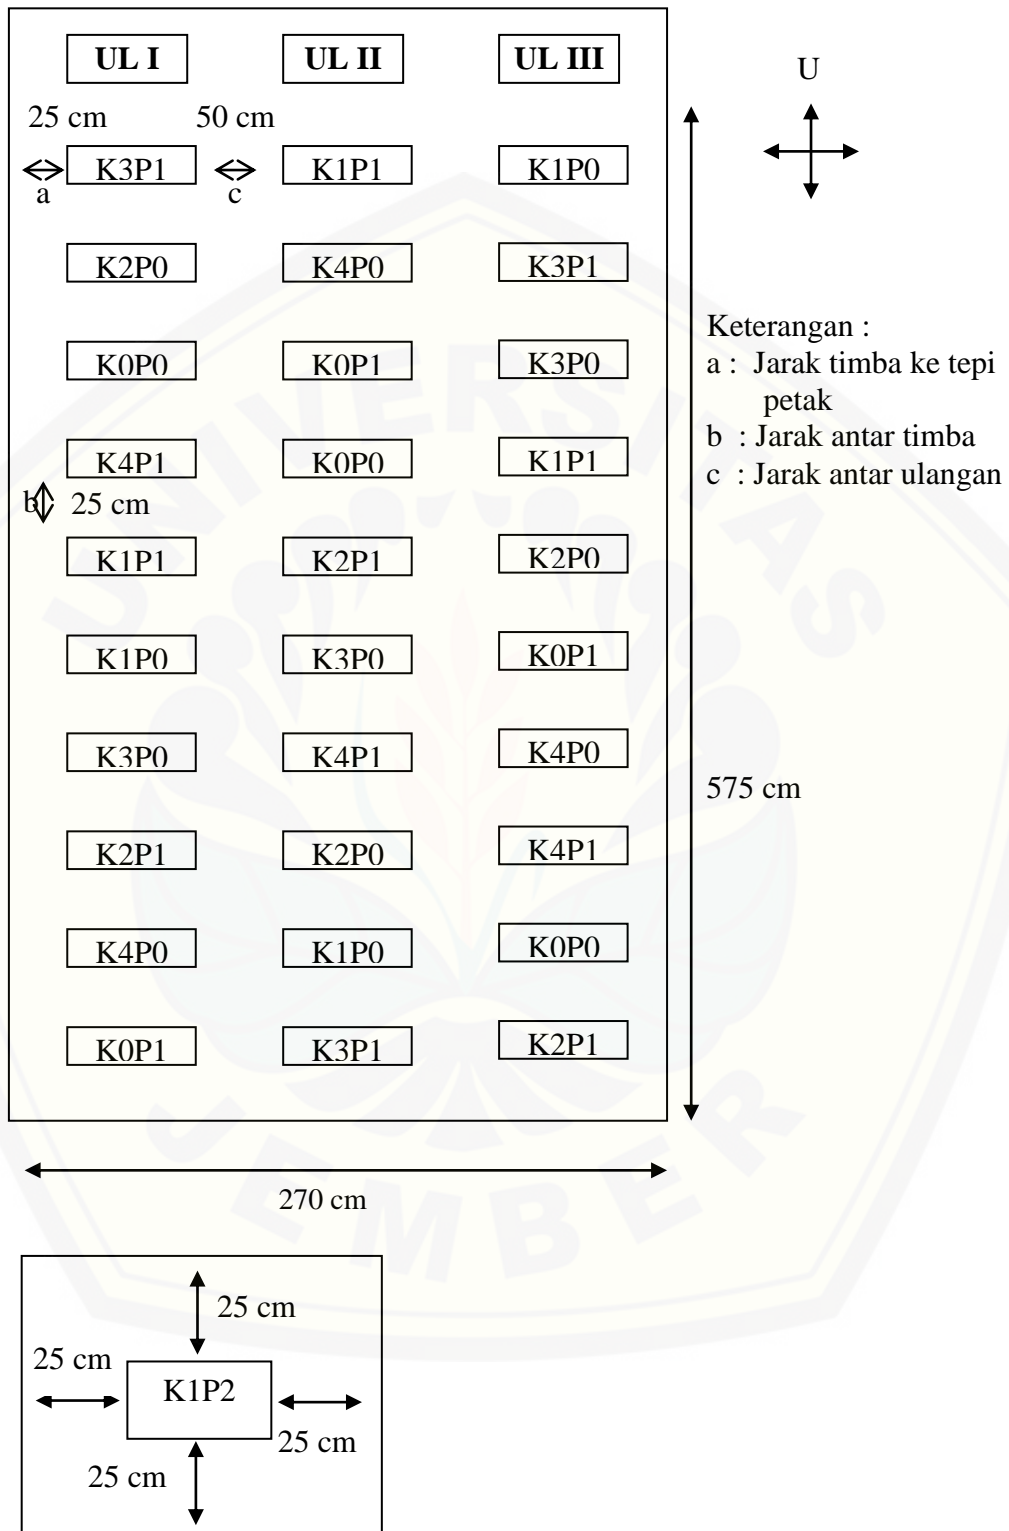 UL I UL II UL III
U
25 cm 50 cm
K3P1 K1P1 K1P0
a c
K2P0 K4P0 K3P1
Keterangan :
K0P0 K0P1 K3P0
a : Jarak timba ke tepi
petak
b : Jarak antar timba
K4P1 K0P0 K1P1
c : Jarak antar ulangan
b 25 cm
K1P1 K2P1 K2P0
K1P0 K3P0 K0P1
K3P0 K4P1 K4P0
575 cm
K2P1 K2P0 K4P1
K4P0 K1P0 K0P0
K0P1 K3P1 K2P1
270 cm
25 cm
25 cm
K1P2
25 cm
25 cm
UNIVERSITAS
JEMBER